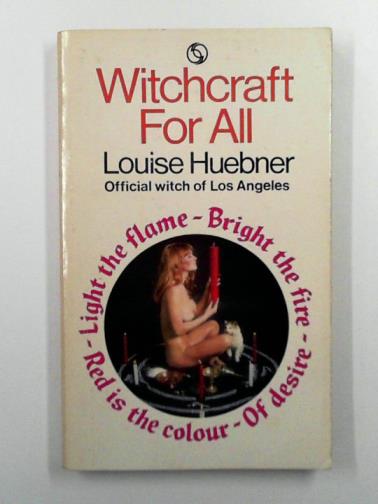 Witchcraft
For All
Louise Huebner
Official witch of Los Angeles
Light the flame - Bright the fire -
Red is the colour - Of desire -